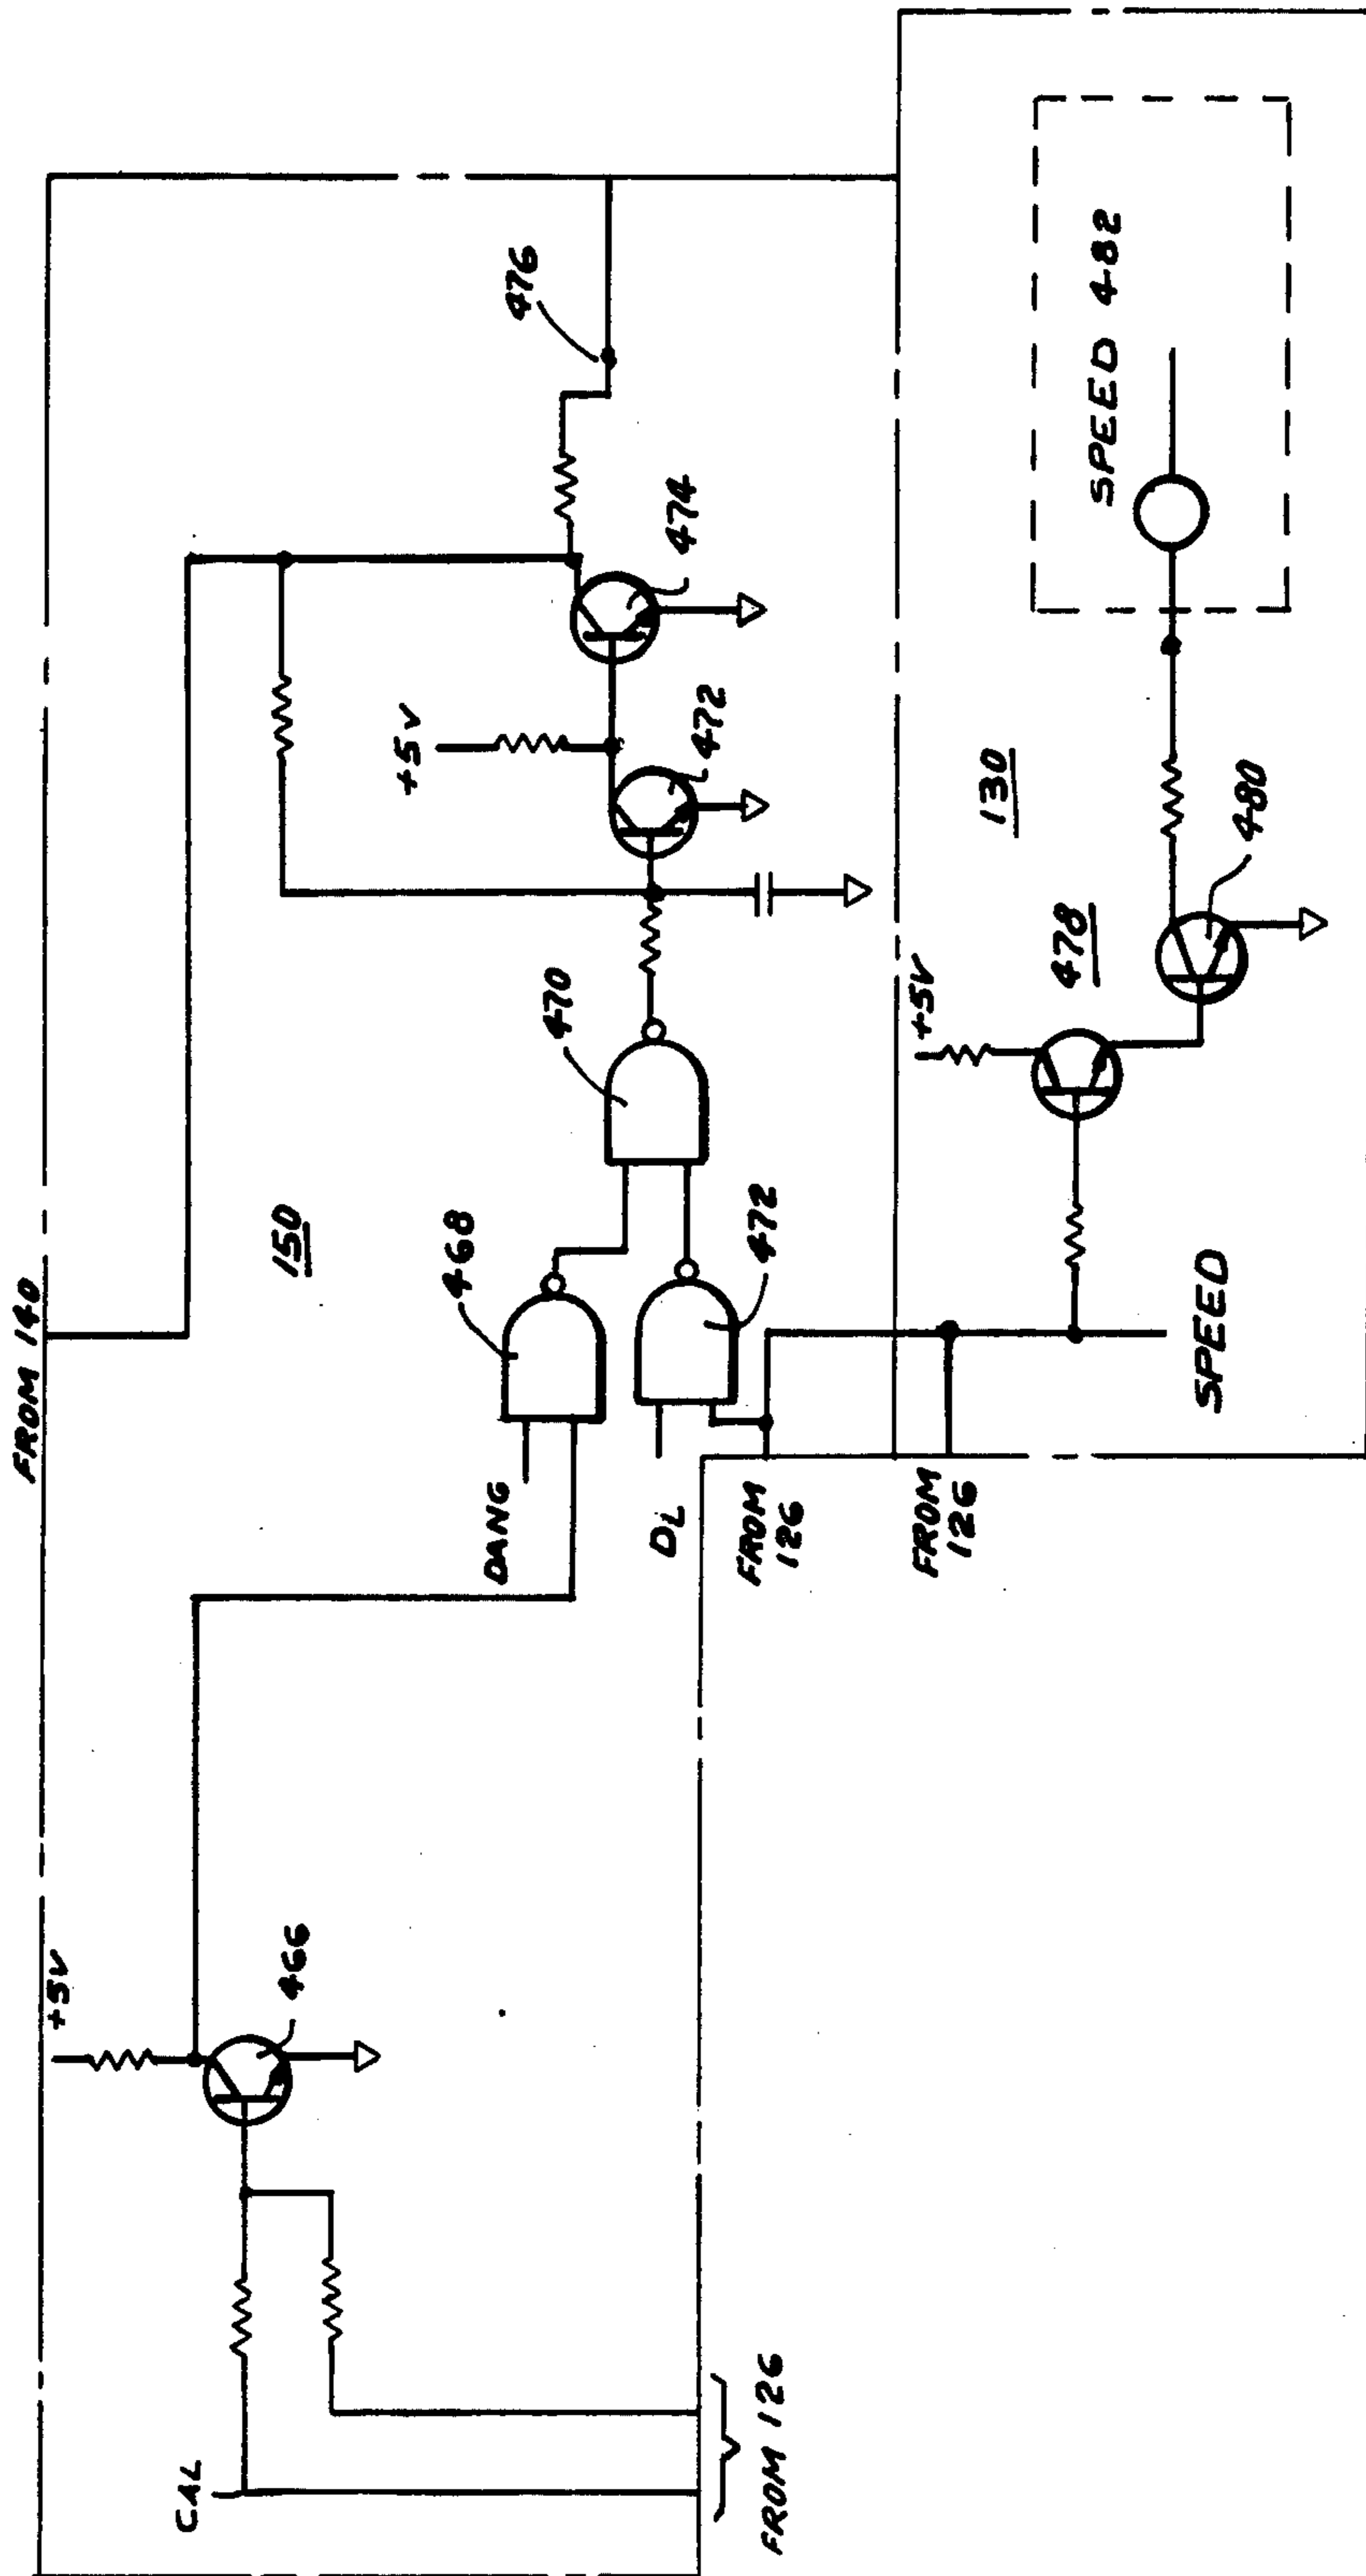 FROM 140
+5V
CAL
466
150
+5V
468
DANG
476
470
474
DL
472
472
FROM 126
FROM
126
+5V
FROM
126
130
478
SPEED 482
SPEED
480